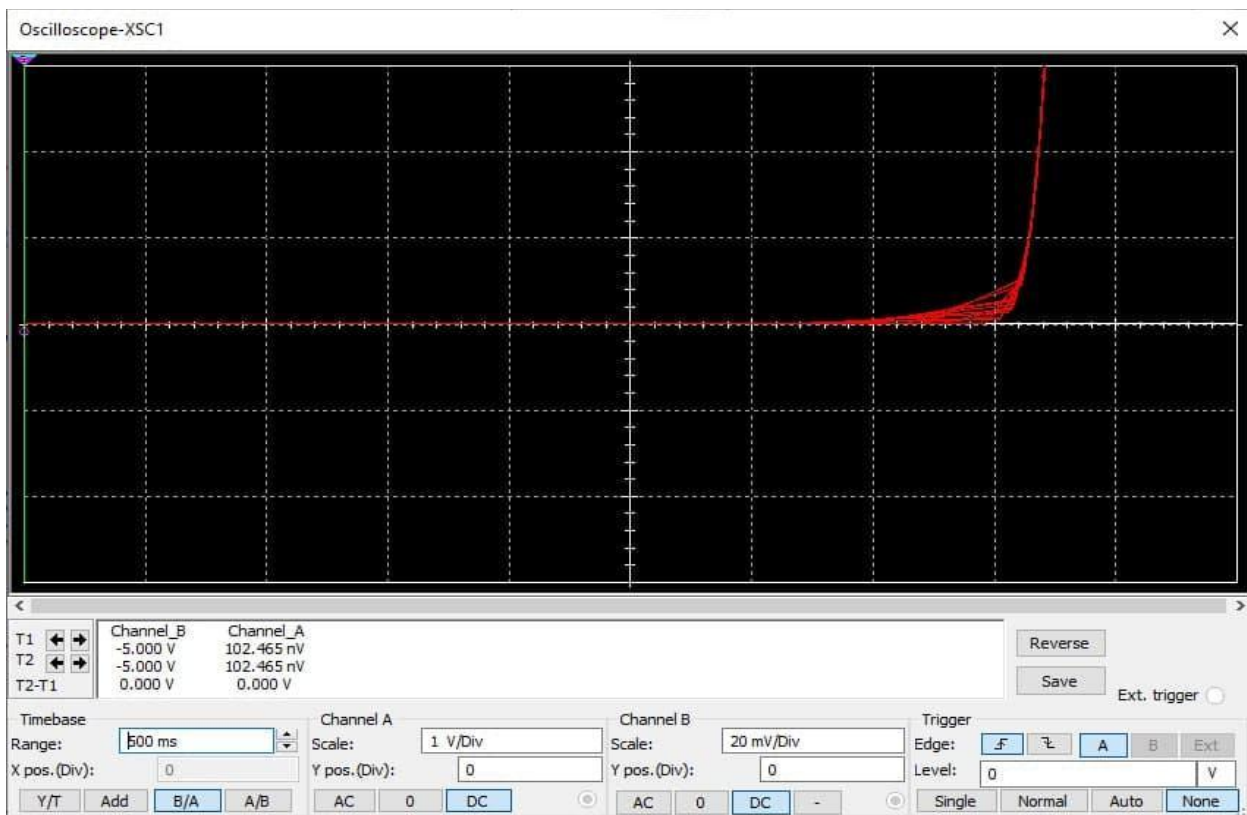 Oscilloscope-XSC1
T1
T2
T2-T1
Channel_B Channel_A
-5.000 V 102.465 nV
-5.000 V 102.465 nV
0.000 V 0.000 V
Reverse
Save
Ext. trigger
Timebase
Range: 500 ms
X pos.(Div): 0
Y/T Add B/A A/B
Channel A
Scale: 1 V/Div
Y pos.(Div): 0
AC 0 DC
Channel B
Scale: 20 mV/Div
Y pos.(Div): 0
AC 0 DC -
Trigger
Edge: A B Ext
Level: 0 V
Single Normal Auto None